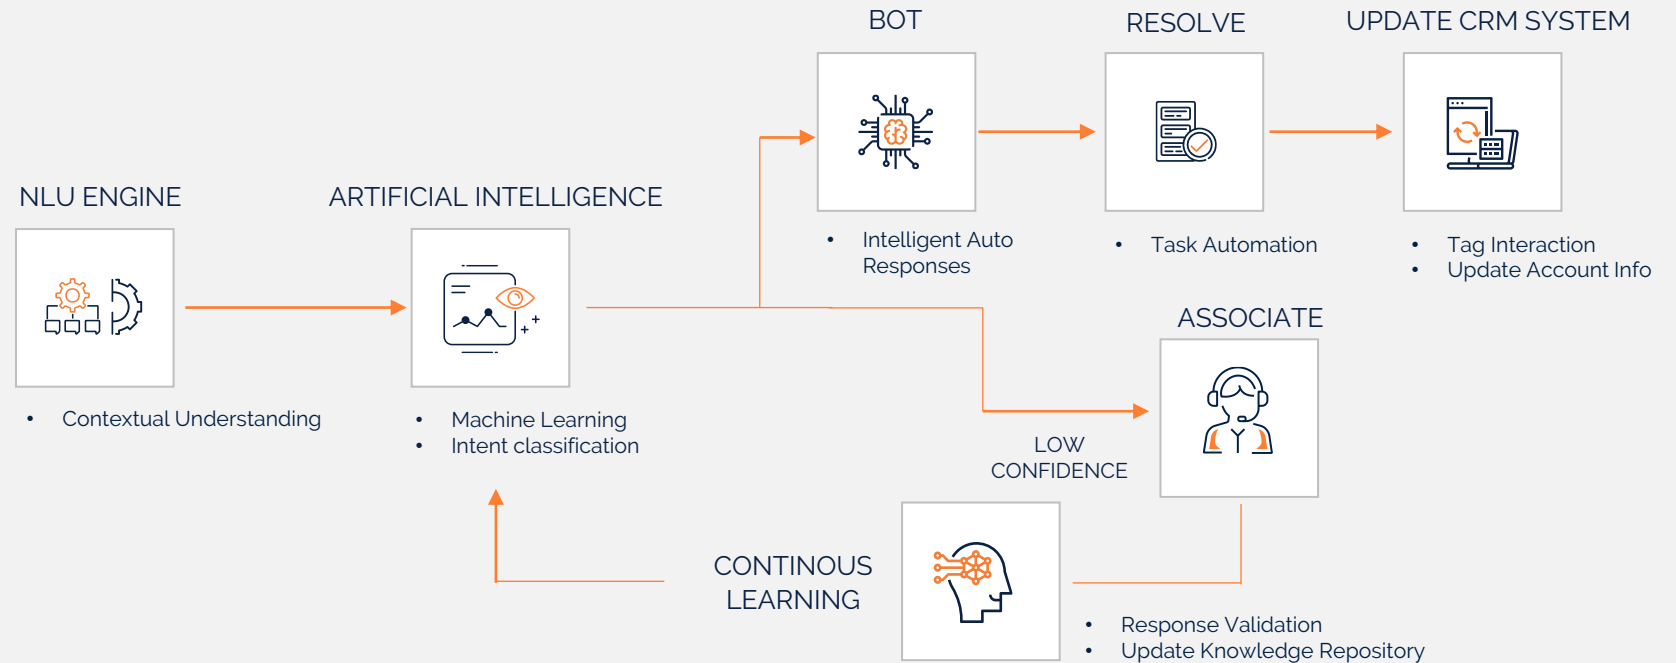 BOT
RESOLVE
UPDATE CRM SYSTEM
NLU ENGINE
ARTIFICIAL INTELLIGENCE
• Intelligent Auto
Responses
• Task Automation
• Tag Interaction
• Update Account Info
ASSOCIATE
• Contextual Understanding
• Machine Learning
• Intent classification
LOW
CONFIDENCE
CONTINOUS
LEARNING
• Response Validation
• Update Knowledge Repository